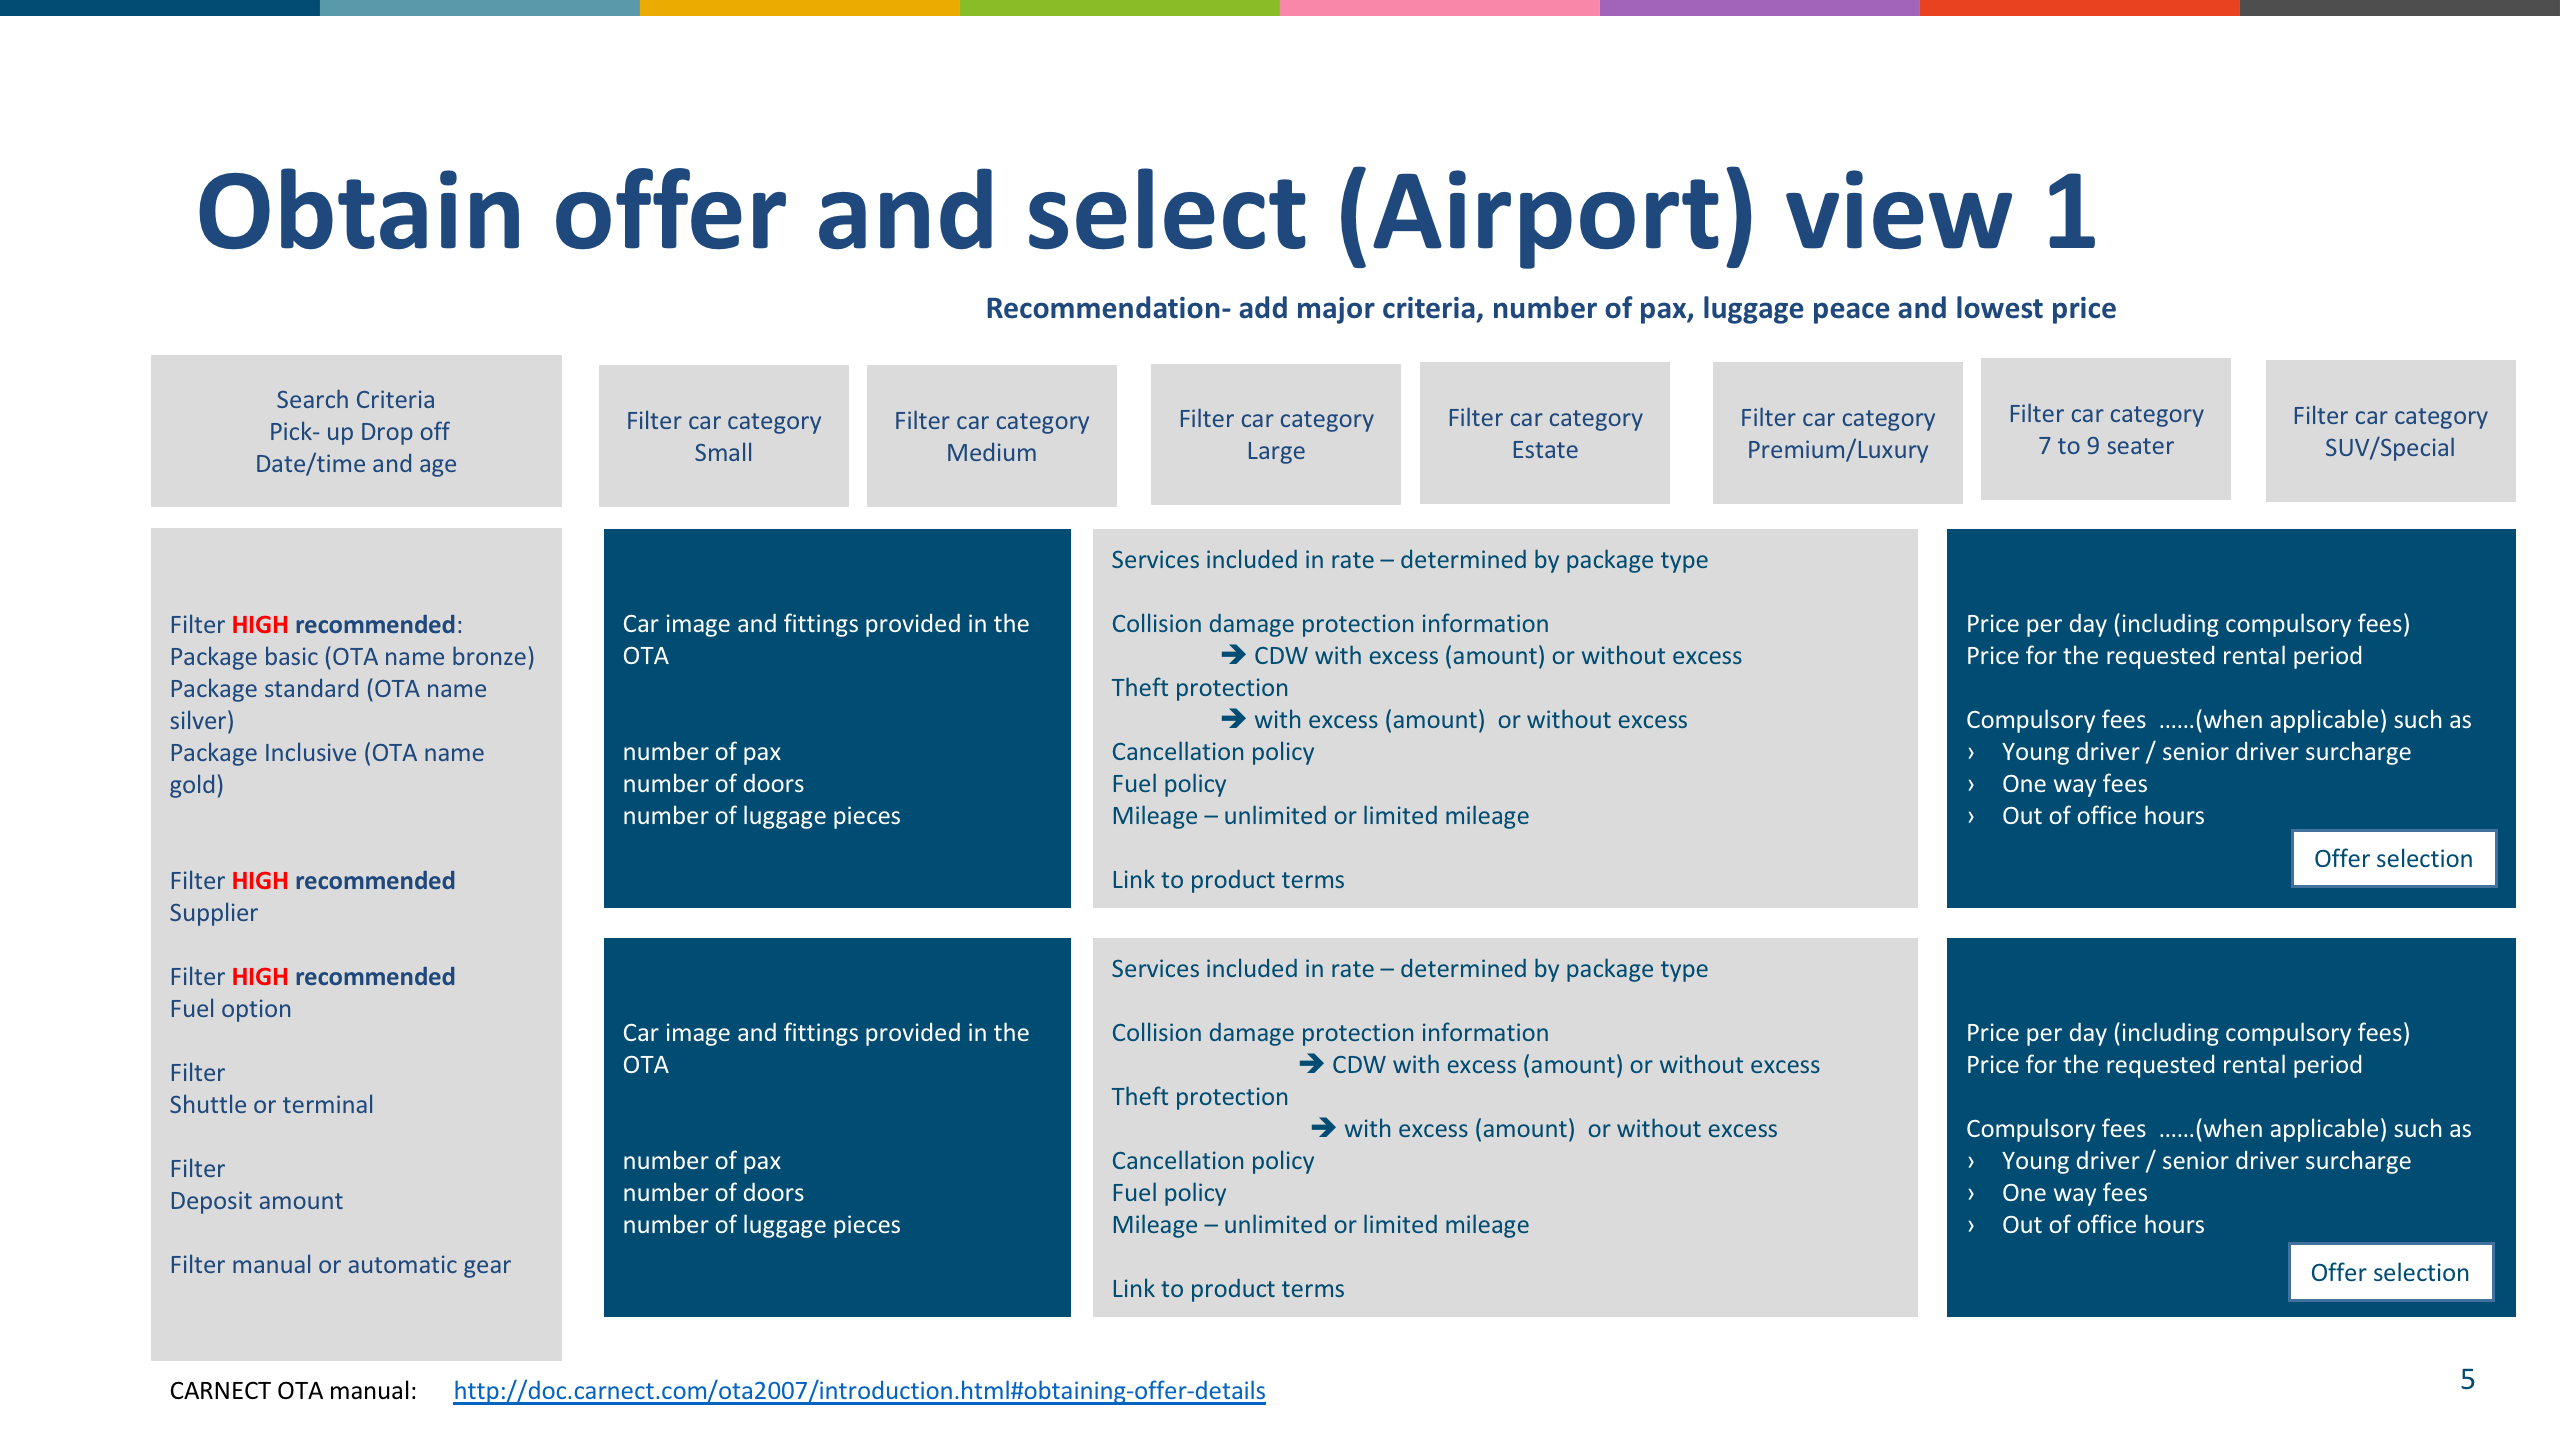 Obtain offer and select (Airport) view 1
Recommendation- add major criteria, number of pax, luggage peace and lowest price
Search Criteria
Pick- up Drop off
Date/time and age
Filter car category
Small
Filter car category
Medium
Filter car category
Large
Filter car category
Estate
Filter car category
Premium/Luxury
Filter car category
7 to 9 seater
Filter car category
SUV/Special
Filter HIGH recommended:
Package basic (OTA name bronze)
Package standard (OTA name
silver)
Package Inclusive (OTA name
gold)
Filter HIGH recommended
Supplier
Filter HIGH recommended
Fuel option
Filter
Shuttle or terminal
Filter
Deposit amount
Filter manual or automatic gear
Car image and fittings provided in the
OTA
number of pax
number of doors
number of luggage pieces
Services included in rate – determined by package type
Collision damage protection information
➔ CDW with excess (amount) or without excess
Theft protection
➔ with excess (amount)  or without excess
Cancellation policy
Fuel policy
Mileage – unlimited or limited mileage
Link to product terms
Price per day (including compulsory fees)
Price for the requested rental period
Compulsory fees  ……(when applicable) such as
› Young driver / senior driver surcharge
› One way fees
› Out of office hours
Offer selection
Car image and fittings provided in the
OTA
number of pax
number of doors
number of luggage pieces
Services included in rate – determined by package type
Collision damage protection information
➔ CDW with excess (amount) or without excess
Theft protection
➔ with excess (amount)  or without excess
Cancellation policy
Fuel policy
Mileage – unlimited or limited mileage
Link to product terms
Price per day (including compulsory fees)
Price for the requested rental period
Compulsory fees  ……(when applicable) such as
› Young driver / senior driver surcharge
› One way fees
› Out of office hours
Offer selection
CARNECT OTA manual: http://doc.carnect.com/ota2007/introduction.html#obtaining-offer-details
5